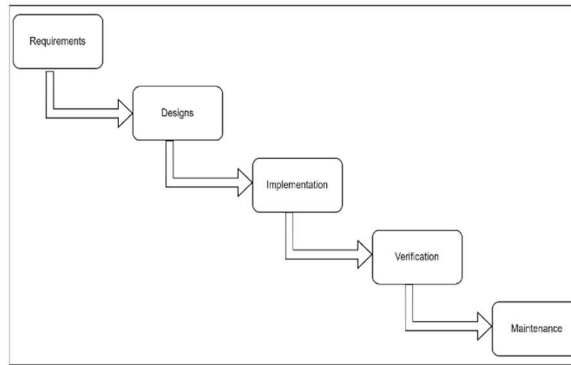 Requirements
Designs
Implementation
Verification
Maintenance